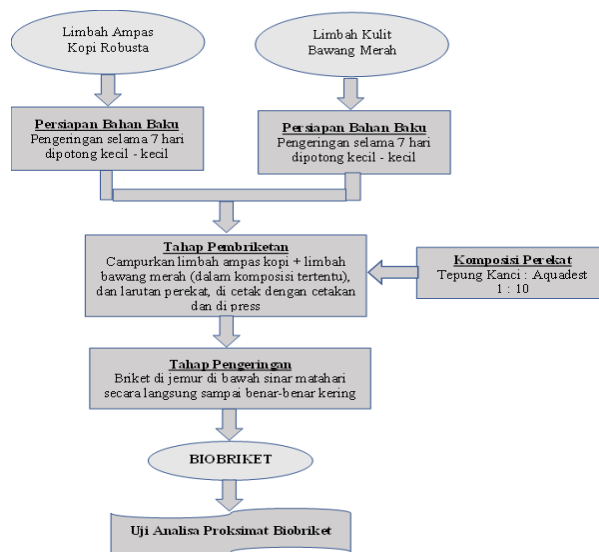 Limbah Ampas
Kopi Robusta
Limbah Kulit
Bawang Merah
Persiapan Bahan Baku
Pengeringan selama 7 hari
dipotong kecil - kecil
Persiapan Bahan Baku
Pengeringan selama 7 hari
dipotong kecil - kecil
Tahap Pembriketan
Campurkan limbah ampas kopi + limbah
bawang merah (dalam komposisi tertentu),
dan larutan perekat, di cetak dengan cetakan
dan di press
Komposisi Perekat
Tepung Kanci : Aquadest
1 : 10
Tahap Pengeringan
Briket di jemur di bawah sinar matahari
secara langsung sampai benar-benar kering
BIOBRIKET
Uji Analisa Proksimat Biobriket